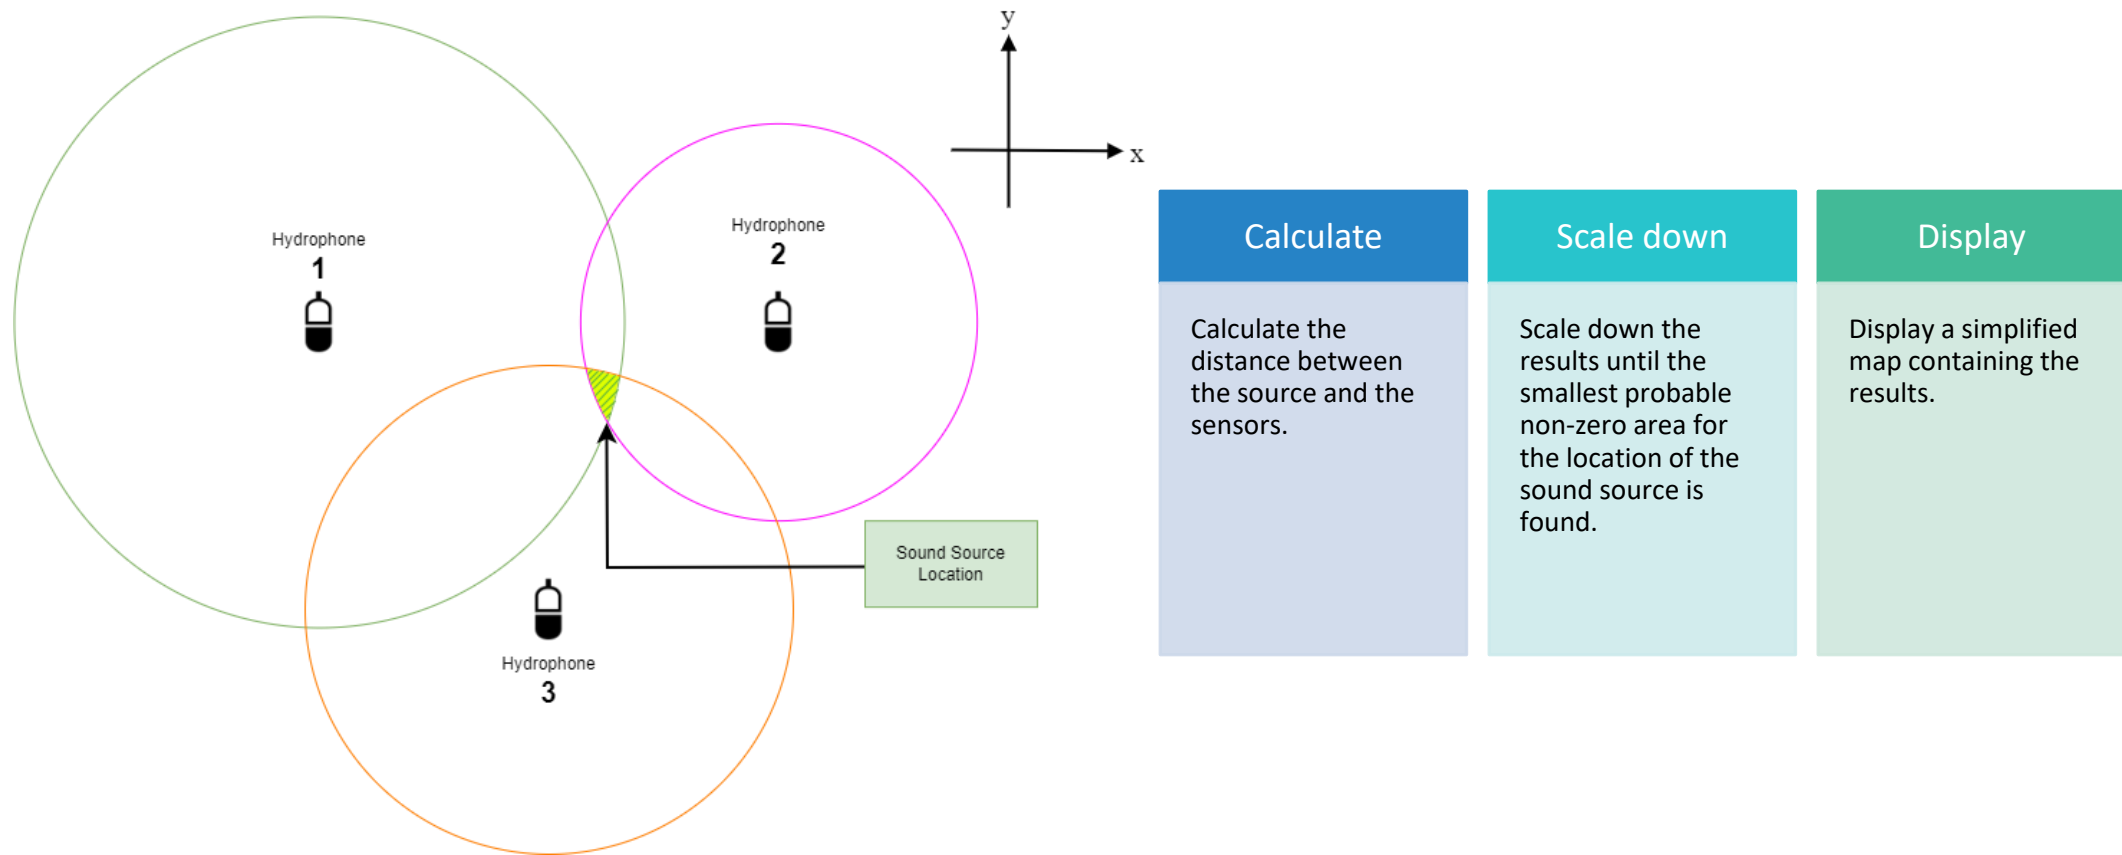 y
x
Hydrophone
1
Hydrophone
2
Sound Source
Location
Hydrophone
3
Calculate
Calculate the
distance between
the source and the
sensors.
Scale down
Scale down the
results until the
smallest probable
non-zero area for
the location of the
sound source is
found.
Display
Display a simplified
map containing the
results.